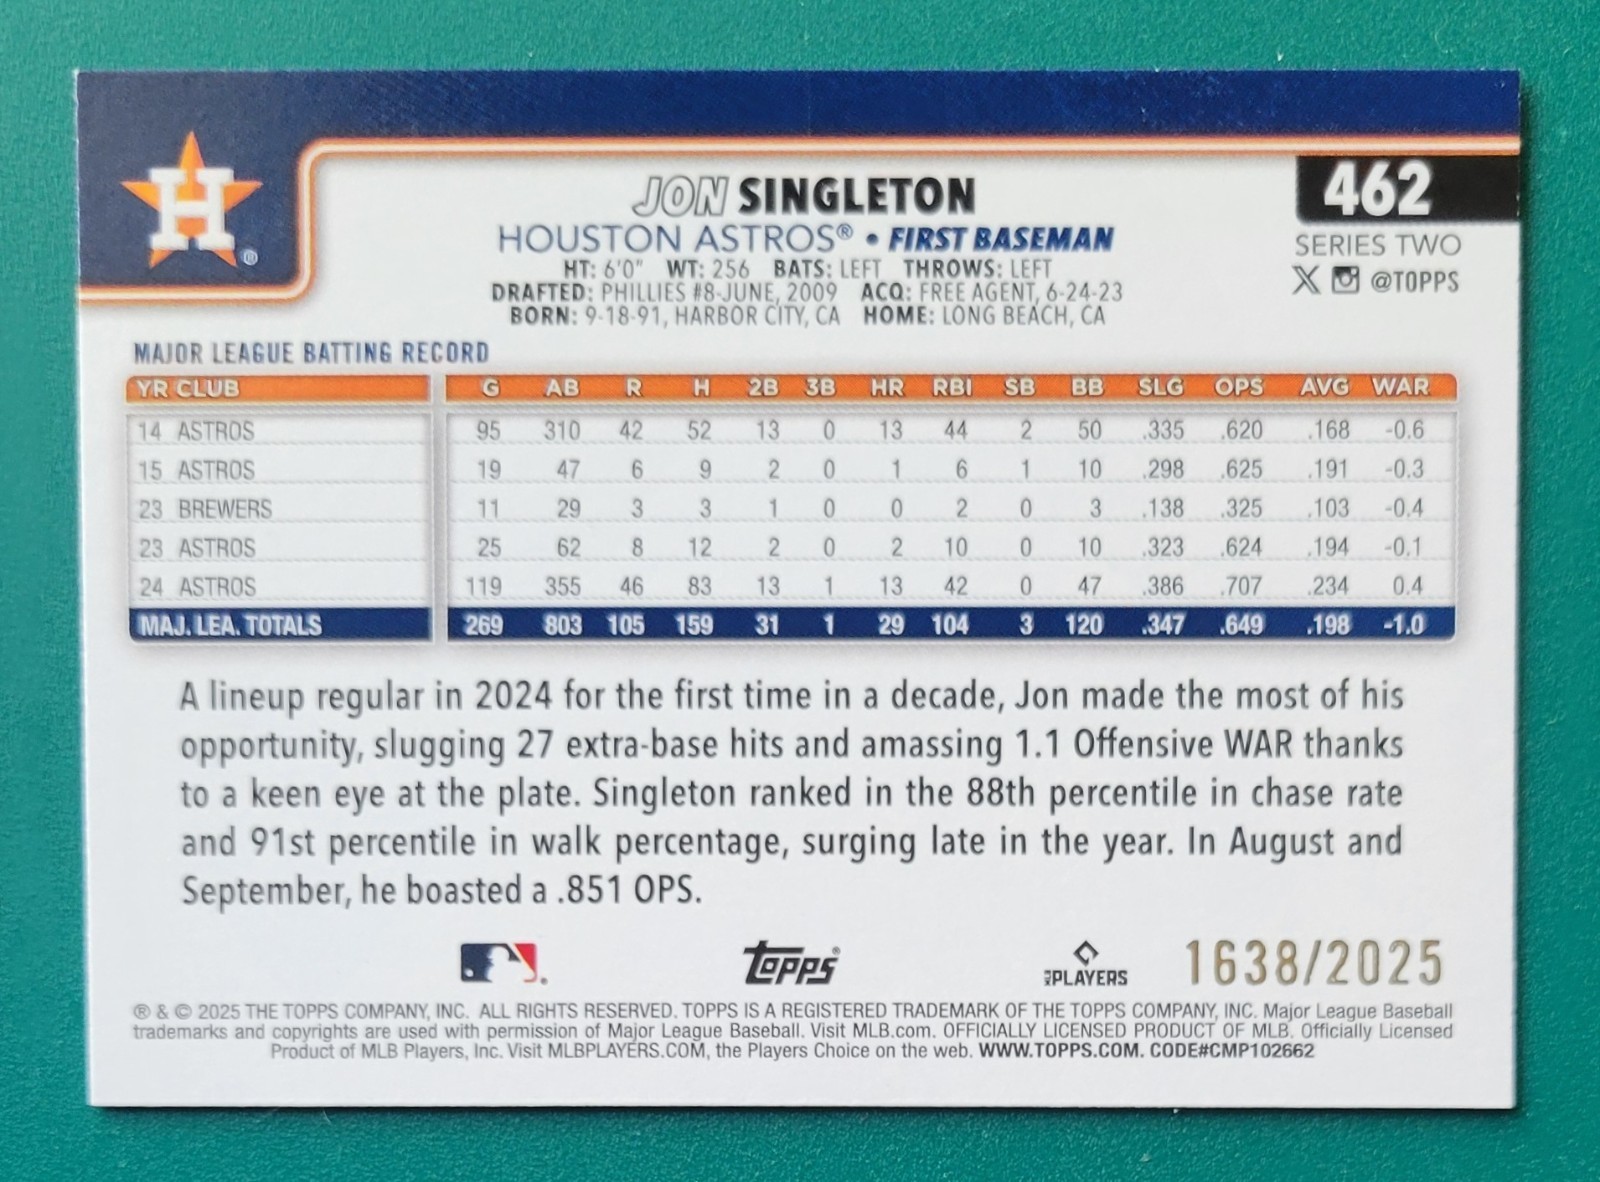 H ®
JON SINGLETON
462
HOUSTON ASTROS® • FIRST BASEMAN
SERIES TWO
HT: 6'0" WT: 256 BATS: LEFT THROWS: LEFT
@TOPPS
DRAFTED: PHILLIES #8-JUNE, 2009 ACQ: FREE AGENT, 6-24-23
BORN: 9-18-91, HARBOR CITY, CA HOME: LONG BEACH, CA
MAJOR LEAGUE BATTING RECORD
YR CLUB G AB R H 2B 3B HR RBI SB BB SLG OPS AVG WAR
14 ASTROS 95 310 42 52 13 0 13 44 2 50 .335 .620 .168 -0.6
15 ASTROS 19 47 6 9 2 0 1 6 1 10 .298 .625 .191 -0.3
23 BREWERS 11 29 3 3 1 0 0 2 0 3 .138 .325 .103 -0.4
23 ASTROS 25 62 8 12 2 0 2 10 0 10 .323 .624 .194 -0.1
24 ASTROS 119 355 46 83 13 1 13 42 0 47 .386 .707 .234 0.4
MAJ. LEA. TOTALS 269 803 105 159 31 1 29 104 3 120 .347 .649 .198 -1.0
A lineup regular in 2024 for the first time in a decade, Jon made the most of his
opportunity, slugging 27 extra-base hits and amassing 1.1 Offensive WAR thanks
to a keen eye at the plate. Singleton ranked in the 88th percentile in chase rate
and 91st percentile in walk percentage, surging late in the year. In August and
September, he boasted a .851 OPS.
Topps® MLB PLAYERS 1638/2025
® & © 2025 THE TOPPS COMPANY, INC. ALL RIGHTS RESERVED. TOPPS IS A REGISTERED TRADEMARK OF THE TOPPS COMPANY, INC. Major League Baseball
trademarks and copyrights are used with permission of Major League Baseball. Visit MLB.com. OFFICIALLY LICENSED PRODUCT OF MLB. Officially Licensed
Product of MLB Players, Inc. Visit MLBPLAYERS.COM, the Players Choice on the web. WWW.TOPPS.COM. CODE#CMP102662